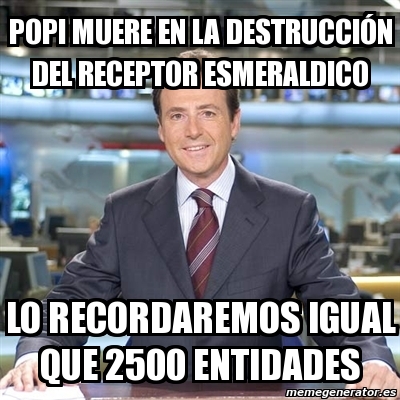 POPI MUERE EN LA DESTRUCCIÓN
DEL RECEPTOR ESMERALDICO
LO RECORDAREMOS IGUAL
QUE 2500 ENTIDADES
memegenerator.es